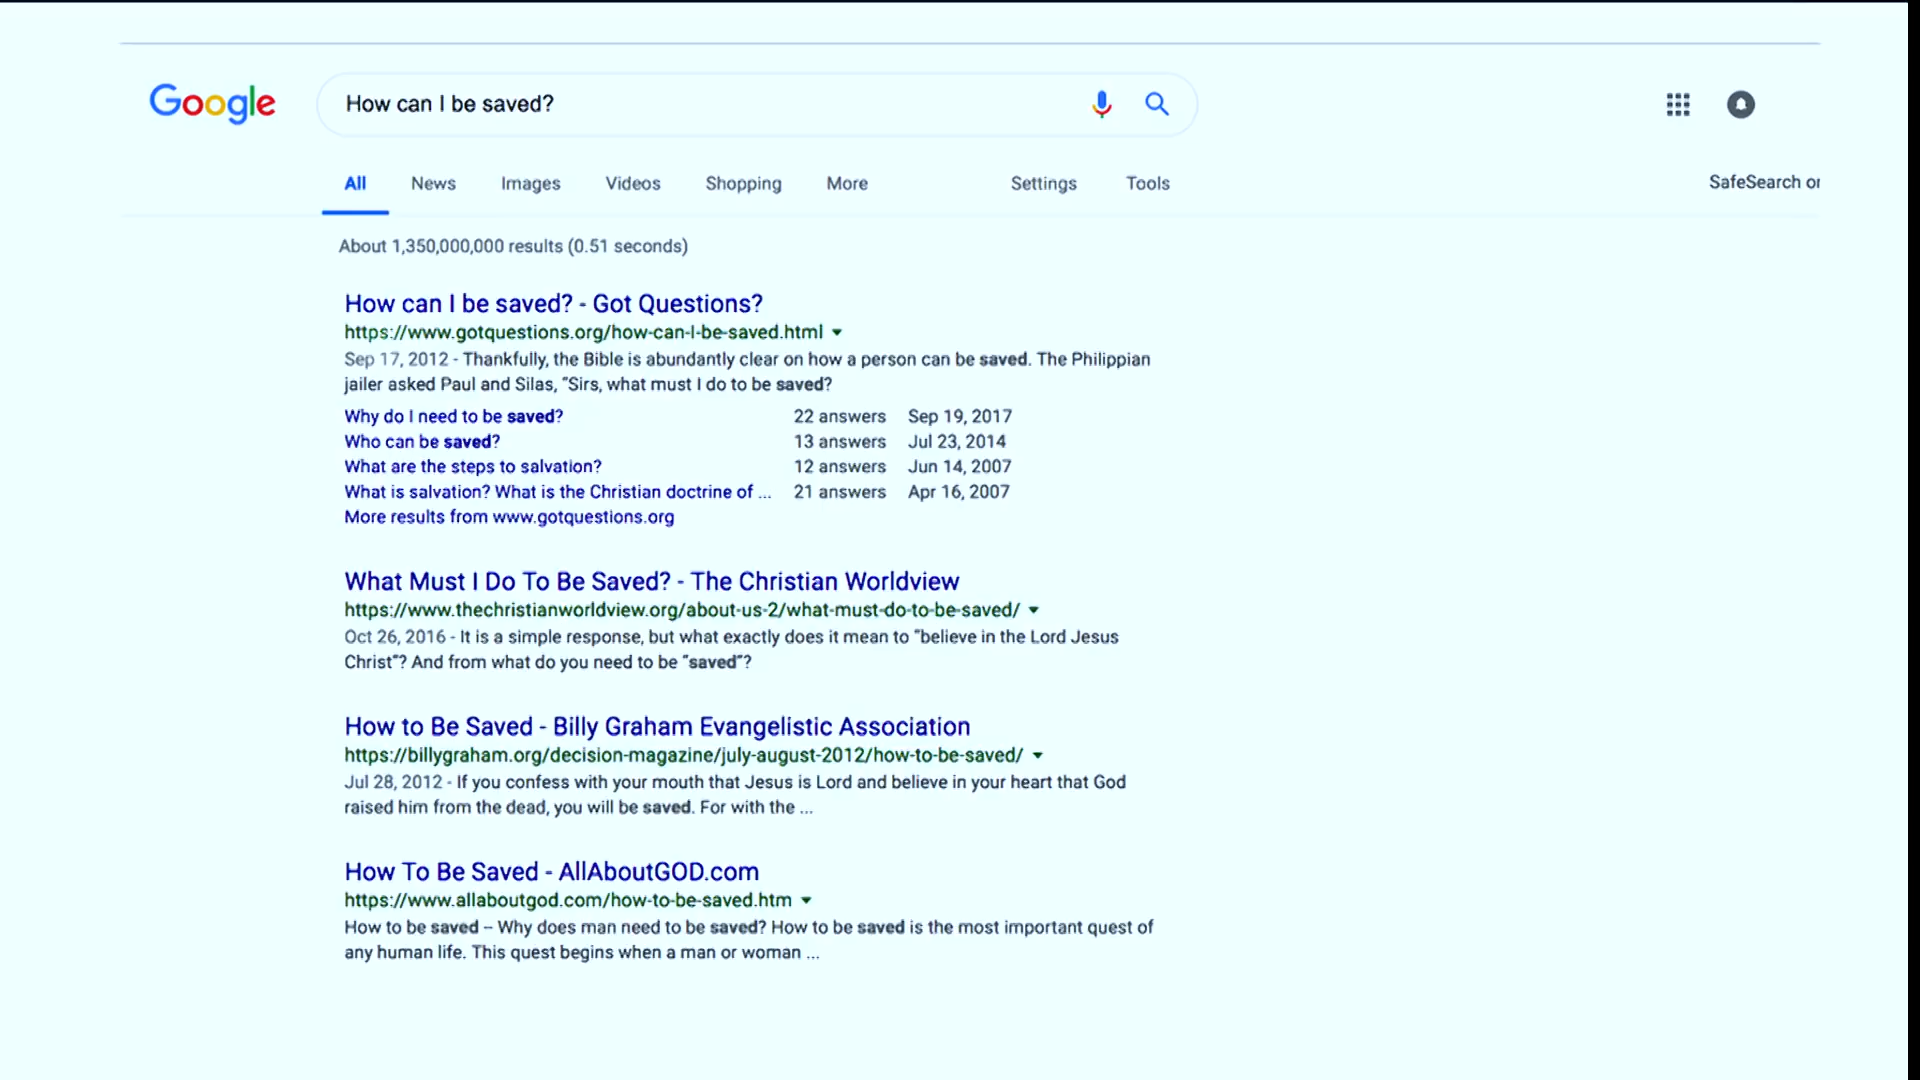 Google
How can I be saved?
All News Images Videos Shopping More Settings Tools
SafeSearch
About 1,350,000,000 results (0.51 seconds)
How can I be saved? - Got Questions?
https://www.gotquestions.org/how-can-I-be-saved.html
Sep 17, 2012 - Thankfully, the Bible is abundantly clear on how a person can be saved. The Philippian
jailer asked Paul and Silas, "Sirs, what must I do to be saved?
Why do I need to be saved? 22 answers Sep 19, 2017
Who can be saved? 13 answers Jul 23, 2014
What are the steps to salvation? 12 answers Jun 14, 2007
What is salvation? What is the Christian doctrine of ... 21 answers Apr 16, 2007
More results from www.gotquestions.org
What Must I Do To Be Saved? - The Christian Worldview
https://www.thechristianworldview.org/about-us-2/what-must-do-to-be-saved/
Oct 26, 2016 - It is a simple response, but what exactly does it mean to "believe in the Lord Jesus
Christ"? And from what do you need to be "saved"?
How to Be Saved - Billy Graham Evangelistic Association
https://billygraham.org/decision-magazine/july-august-2012/how-to-be-saved/
Jul 28, 2012 - If you confess with your mouth that Jesus is Lord and believe in your heart that God
raised him from the dead, you will be saved. For with the ...
How To Be Saved - AllAboutGOD.com
https://www.allaboutgod.com/how-to-be-saved.htm
How to be saved – Why does man need to be saved? How to be saved is the most important quest of
any human life. This quest begins when a man or woman ...